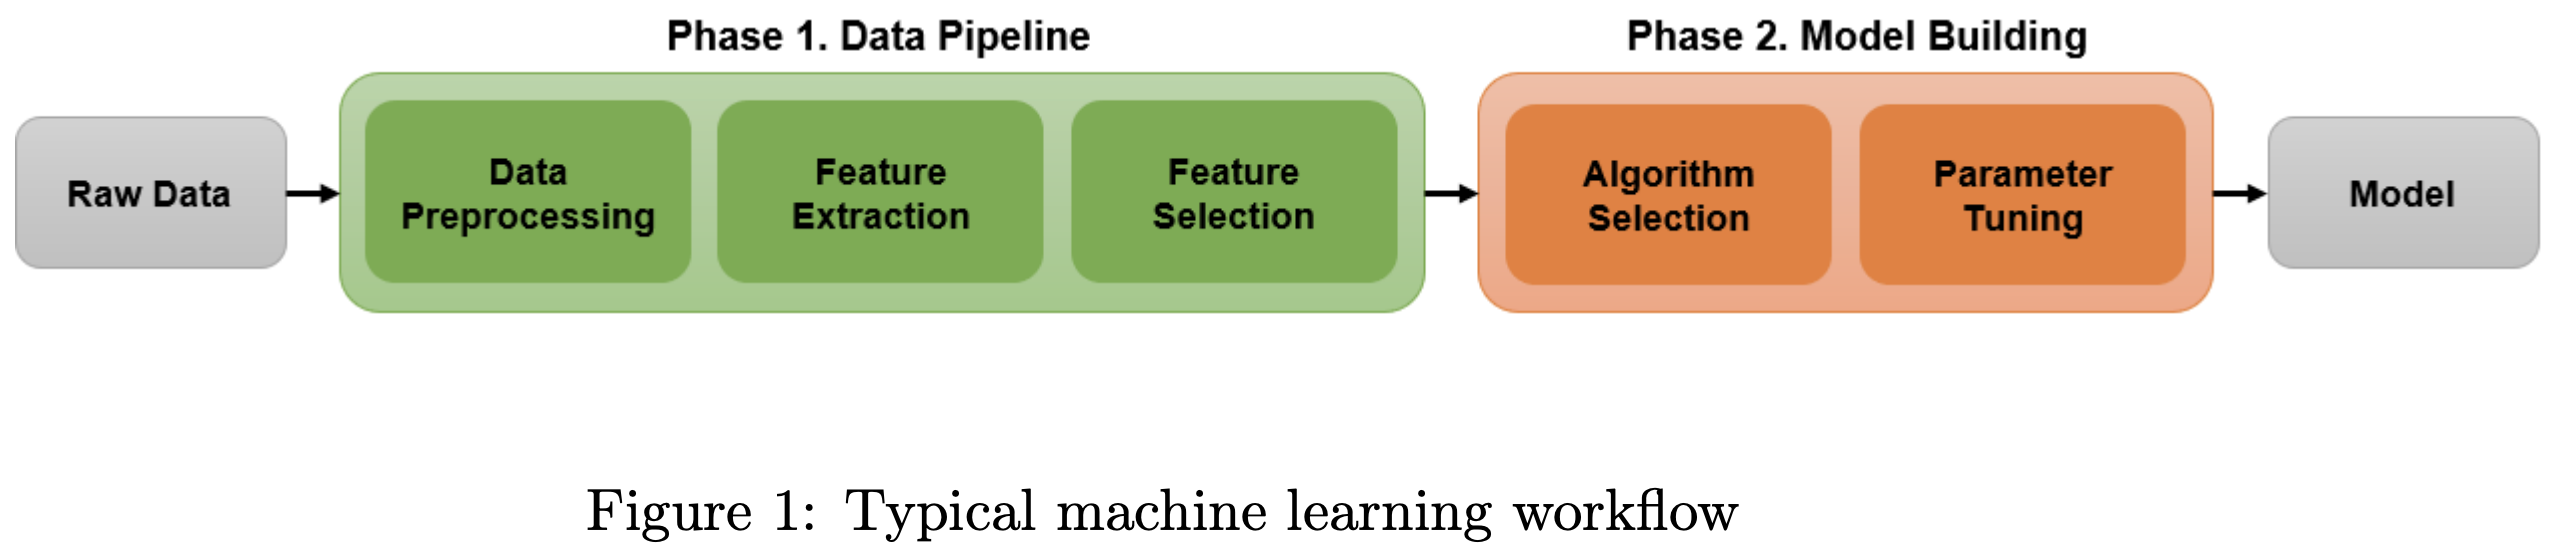 Phase 1. Data Pipeline
Phase 2. Model Building
Raw Data
Data
Preprocessing
Feature
Extraction
Feature
Selection
Algorithm
Selection
Parameter
Tuning
Model
Figure 1: Typical machine learning workflow